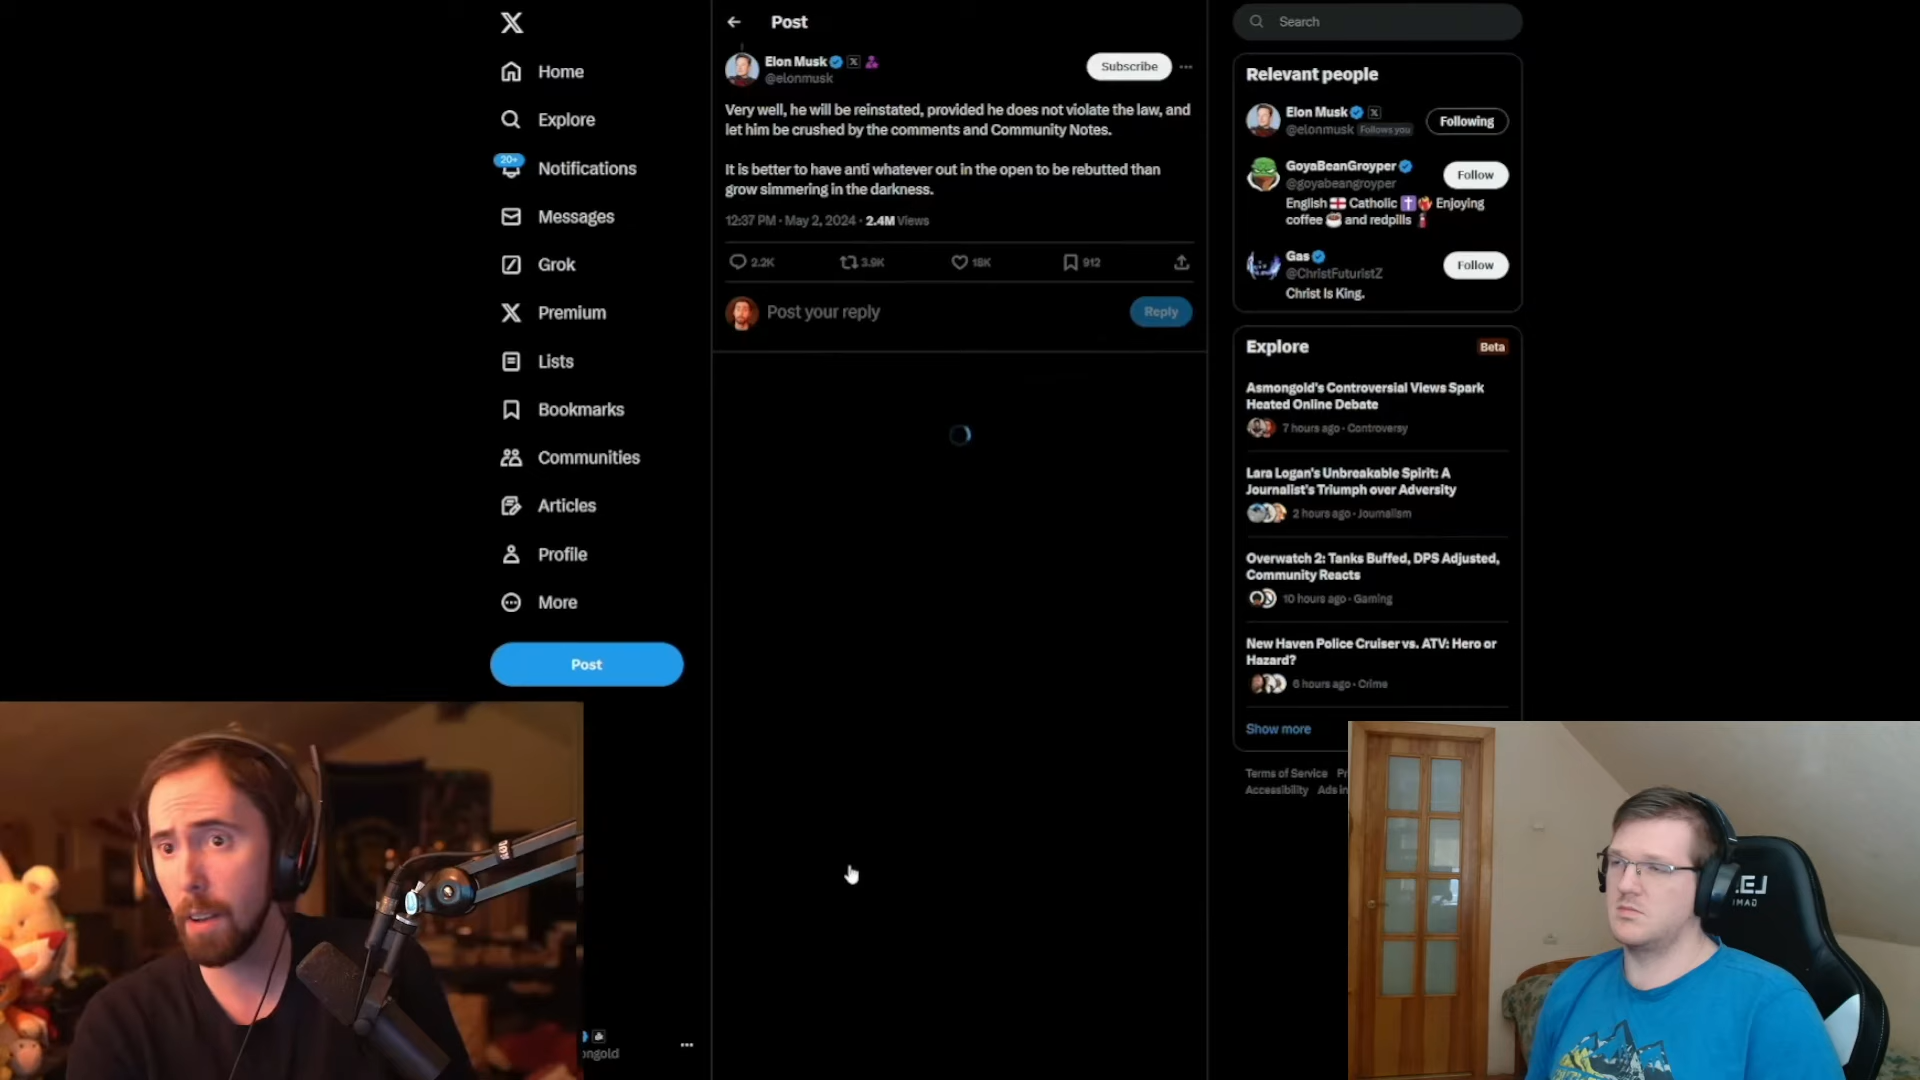 Home
Explore
20+
Notifications
Messages
Grok
Premium
Lists
Bookmarks
Communities
Articles
Profile
More
Post
ongold
Post
Elon Musk
@elonmusk
Subscribe
Very well, he will be reinstated, provided he does not violate the law, and
let him be crushed by the comments and Community Notes.
It is better to have anti whatever out in the open to be rebutted than
grow simmering in the darkness.
12:37 PM · May 2, 2024 · 2.4M Views
2.2K 3.9K 18K 912
Post your reply
Reply
Search
Relevant people
Elon Musk
@elonmusk Follows you
Following
GoyaBeanGroyper
@goyabeangroyper
Follow
English Catholic Enjoying
coffee and redpills
Gas
@ChristFuturistZ
Follow
Christ Is King.
Explore
Beta
Asmongold's Controversial Views Spark
Heated Online Debate
7 hours ago · Controversy
Lara Logan's Unbreakable Spirit: A
Journalist's Triumph over Adversity
2 hours ago · Journalism
Overwatch 2: Tanks Buffed, DPS Adjusted,
Community Reacts
10 hours ago · Gaming
New Haven Police Cruiser vs. ATV: Hero or
Hazard?
6 hours ago · Crime
Show more
Terms of Service Pr
Accessibility Ads in